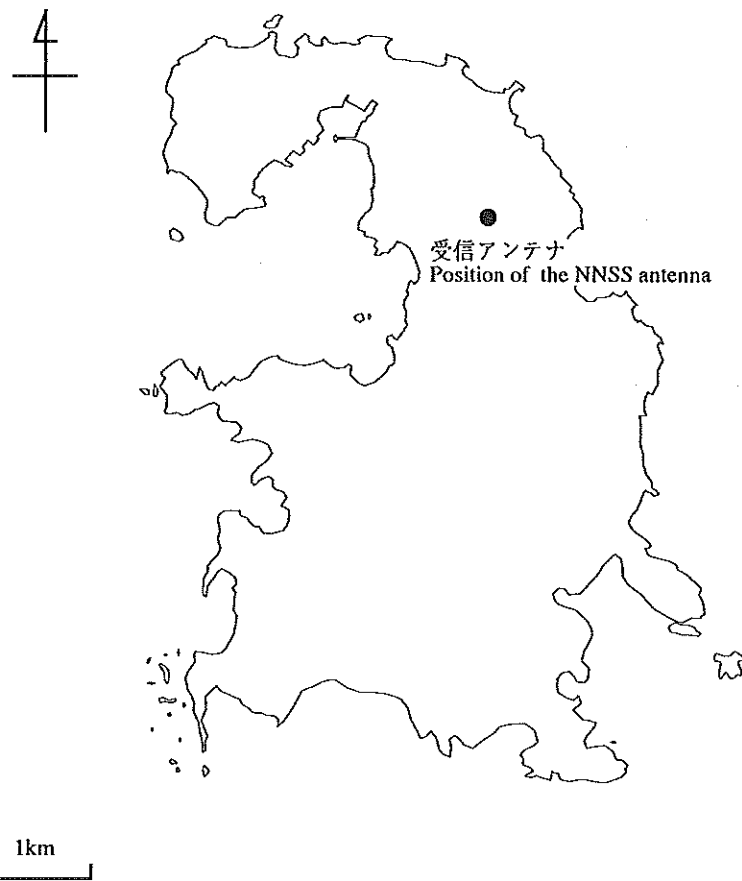 受信アンテナ
Position of the NNSS antenna
1km